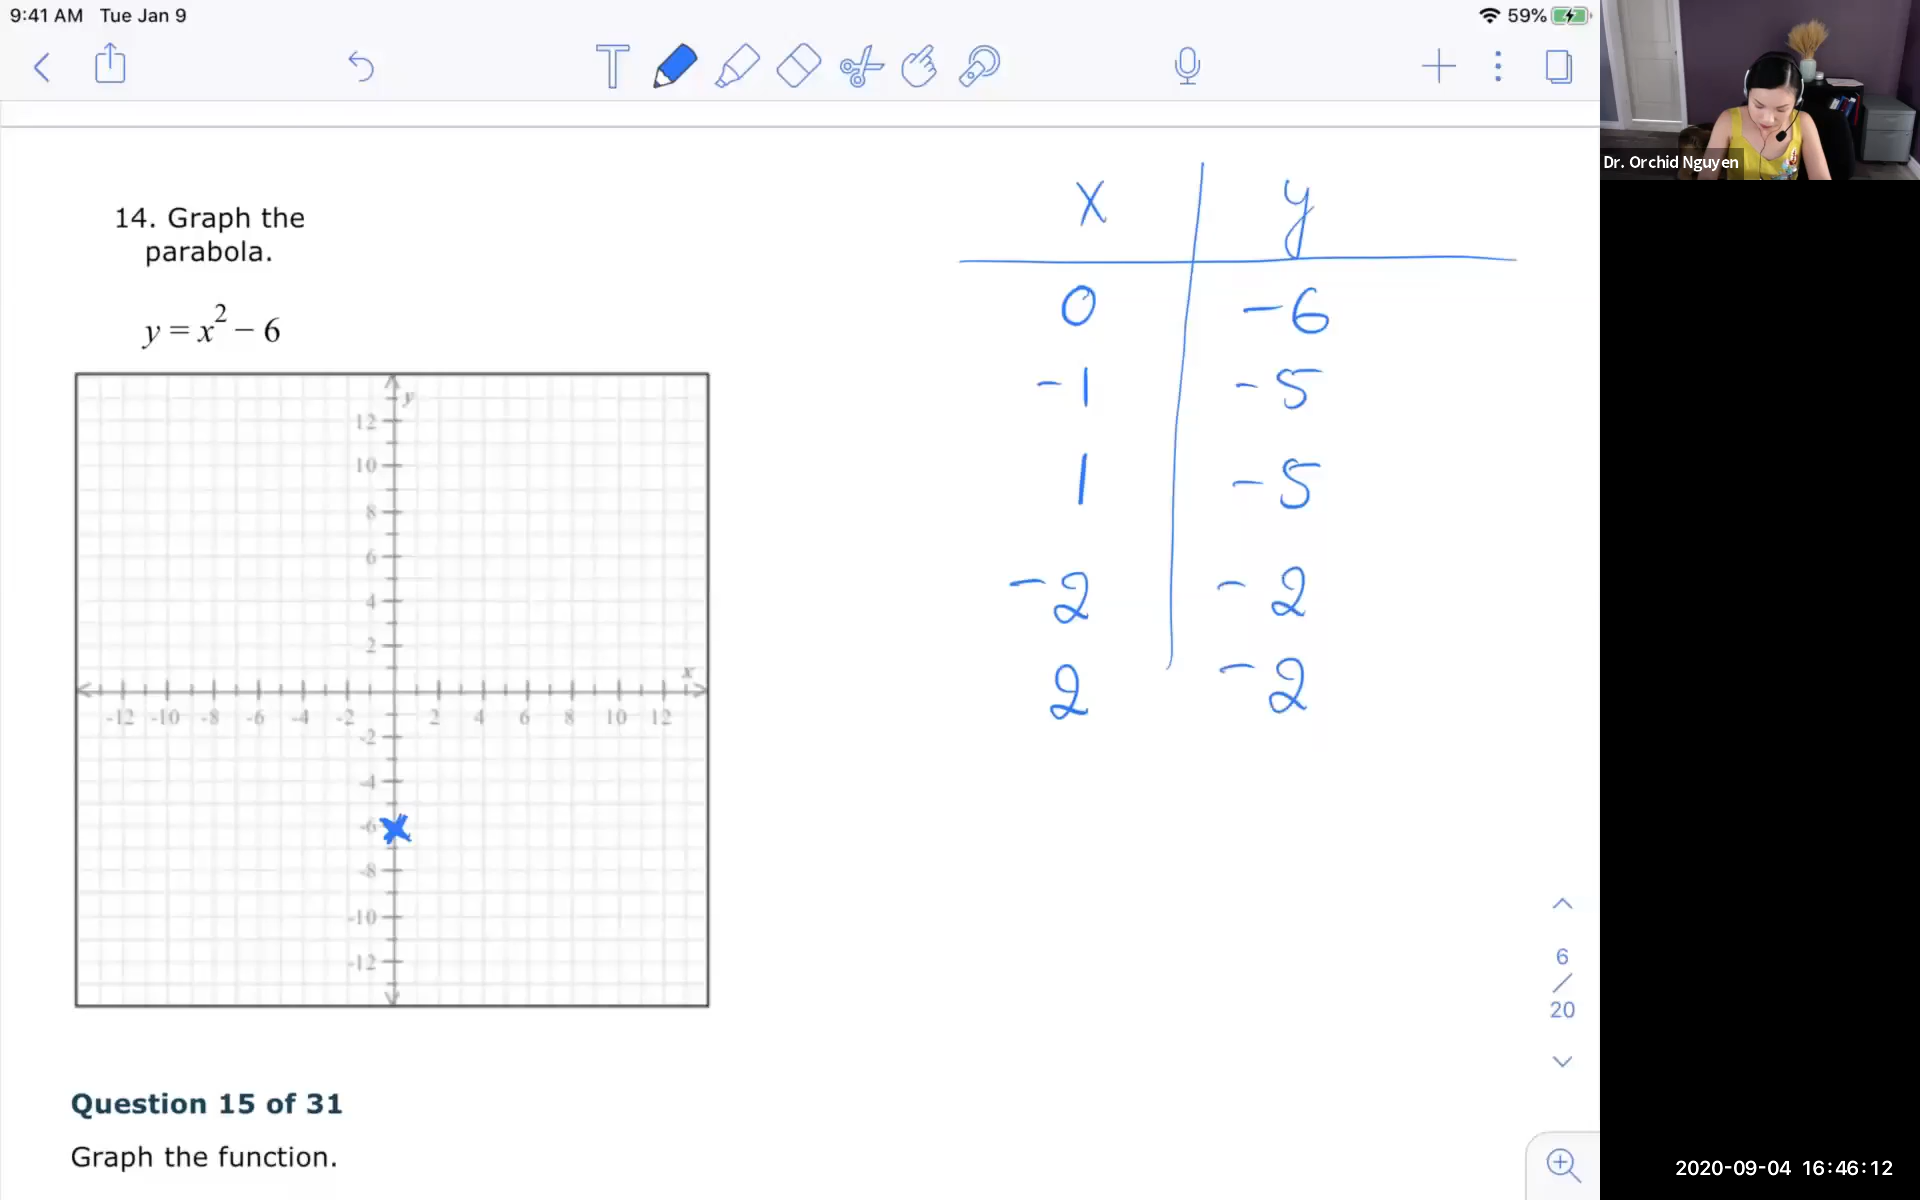 9:41 AM Tue Jan 9
59%
Dr. Orchid Nguyen
14. Graph the
parabola.
y = x² − 6
x y
0 -6
-1 -5
1 -5
-2 -2
2 -2
y
12
10
8
6
4
2
x
-12 -10 -8 -6 -4 -2 2 4 6 8 10 12
-2
-4
-6
-8
-10
-12
6
/
20
Question 15 of 31
Graph the function.
2020-09-04 16:46:12